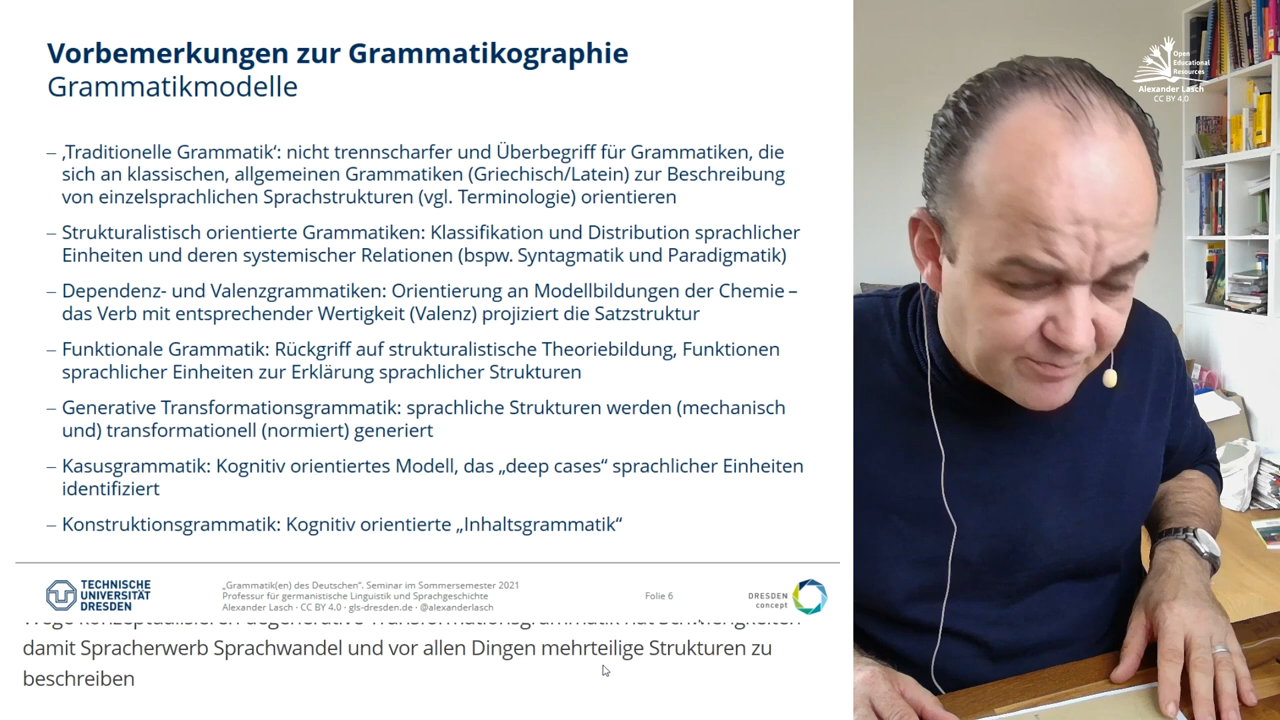 Vorbemerkungen zur Grammatikographie
Grammatikmodelle
– ‚Traditionelle Grammatik‘: nicht trennscharfer und Überbegriff für Grammatiken, die
sich an klassischen, allgemeinen Grammatiken (Griechisch/Latein) zur Beschreibung
von einzelsprachlichen Sprachstrukturen (vgl. Terminologie) orientieren
– Strukturalistisch orientierte Grammatiken: Klassifikation und Distribution sprachlicher
Einheiten und deren systemischer Relationen (bspw. Syntagmatik und Paradigmatik)
– Dependenz- und Valenzgrammatiken: Orientierung an Modellbildungen der Chemie –
das Verb mit entsprechender Wertigkeit (Valenz) projiziert die Satzstruktur
– Funktionale Grammatik: Rückgriff auf strukturalistische Theoriebildung, Funktionen
sprachlicher Einheiten zur Erklärung sprachlicher Strukturen
– Generative Transformationsgrammatik: sprachliche Strukturen werden (mechanisch
und) transformationell (normiert) generiert
– Kasusgrammatik: Kognitiv orientiertes Modell, das „deep cases“ sprachlicher Einheiten
identifiziert
– Konstruktionsgrammatik: Kognitiv orientierte „Inhaltsgrammatik“
TECHNISCHE
UNIVERSITÄT
DRESDEN
„Grammatik(en) des Deutschen“. Seminar im Sommersemester 2021
Professur für germanistische Linguistik und Sprachgeschichte
Alexander Lasch · CC BY 4.0 · gls-dresden.de · @alexanderlasch
Folie 6
DRESDEN
concept
damit Spracherwerb Sprachwandel und vor allen Dingen mehrteilige Strukturen zu
beschreiben
Open
Educational
Resources
Alexander Lasch
CC BY 4.0